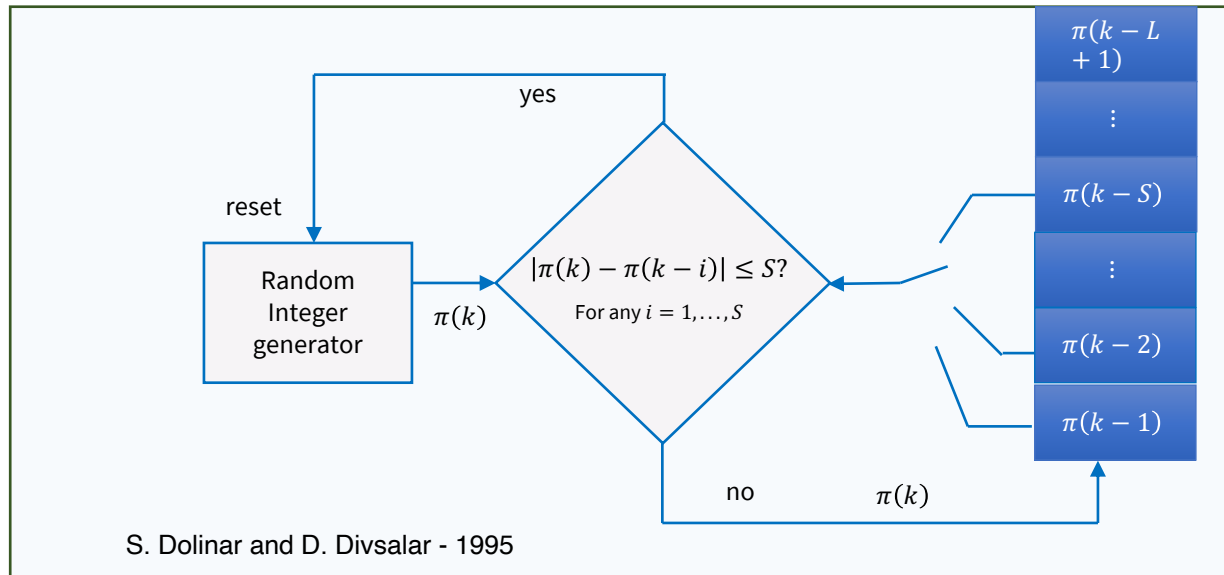 π(k − L
+ 1)
⋮
π(k − S)
⋮
π(k − 2)
π(k − 1)
yes
reset
Random
Integer
generator
π(k)
|π(k) − π(k − i)| ≤ S?
For any i = 1,...,S
no
π(k)
S. Dolinar and D. Divsalar - 1995